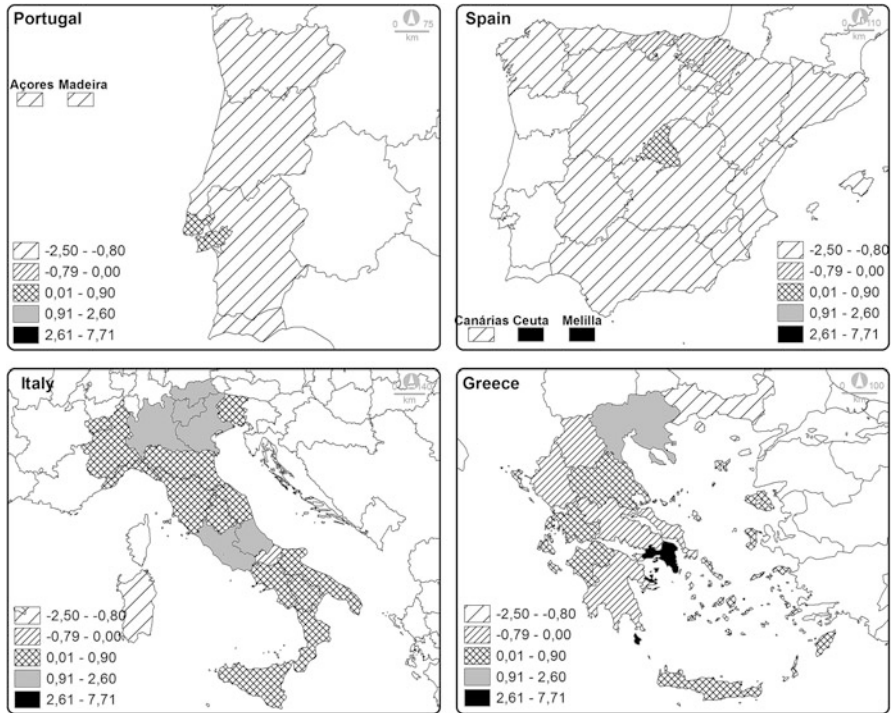 Portugal
0 75
km
Açores Madeira
-2,50 - -0,80
-0,79 - 0,00
0,01 - 0,90
0,91 - 2,60
2,61 - 7,71
Spain
0 110
km
-2,50 - -0,80
-0,79 - 0,00
0,01 - 0,90
0,91 - 2,60
2,61 - 7,71
Canárias Ceuta Melilla
Italy
0 140
km
-2,50 - -0,80
-0,79 - 0,00
0,01 - 0,90
0,91 - 2,60
2,61 - 7,71
Greece
0 100
km
-2,50 - -0,80
-0,79 - 0,00
0,01 - 0,90
0,91 - 2,60
2,61 - 7,71